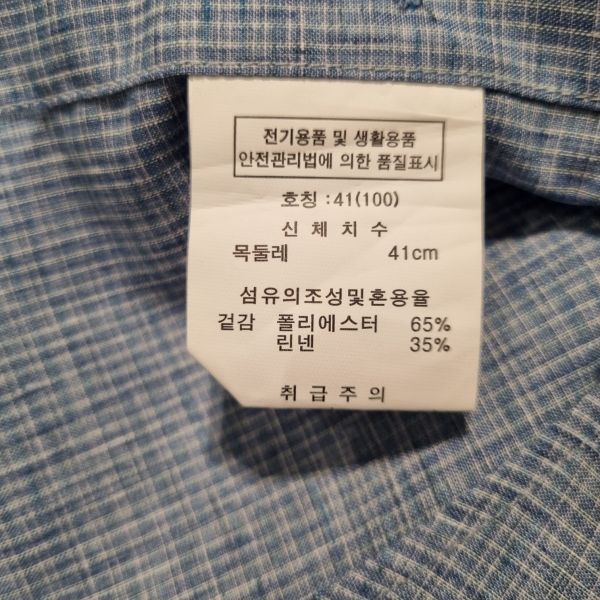 전기용품 및 생활용품
안전관리법에 의한 품질표시
호칭 :41(100)
신 체 치 수
목둘레 41cm
섬유의조성및혼용율
겉감 폴리에스터 65%
린넨 35%
취 급 주 의